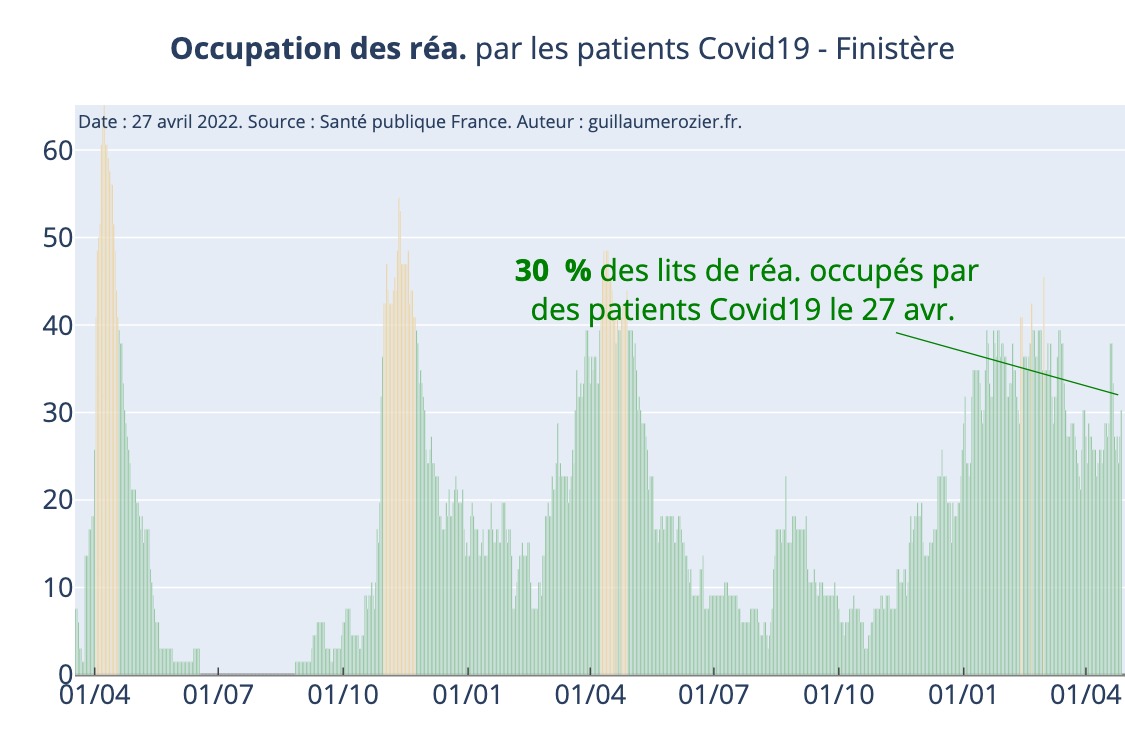 Occupation des réa. par les patients Covid19 - Finistère
Date : 27 avril 2022. Source : Santé publique France. Auteur : guillaumerozier.fr.
60
50
30 % des lits de réa. occupés par
des patients Covid19 le 27 avr.
40
30
20
10
0
01/04 01/07 01/10 01/01 01/04 01/07 01/10 01/01 01/04